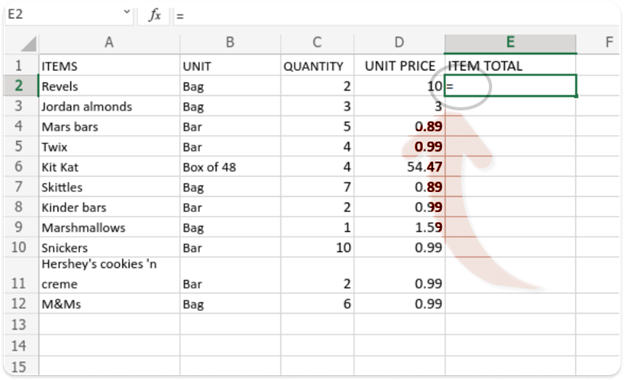 E2 fx =
A B C D E F
1 ITEMS UNIT QUANTITY UNIT PRICE ITEM TOTAL
2 Revels Bag 2 10 =
3 Jordan almonds Bag 3 3
4 Mars bars Bar 5 0.89
5 Twix Bar 4 0.99
6 Kit Kat Box of 48 4 54.47
7 Skittles Bag 7 0.89
8 Kinder bars Bar 2 0.99
9 Marshmallows Bag 1 1.59
10 Snickers Bar 10 0.99
Hershey's cookies 'n
11 creme Bar 2 0.99
12 M&Ms Bag 6 0.99
13
14
15